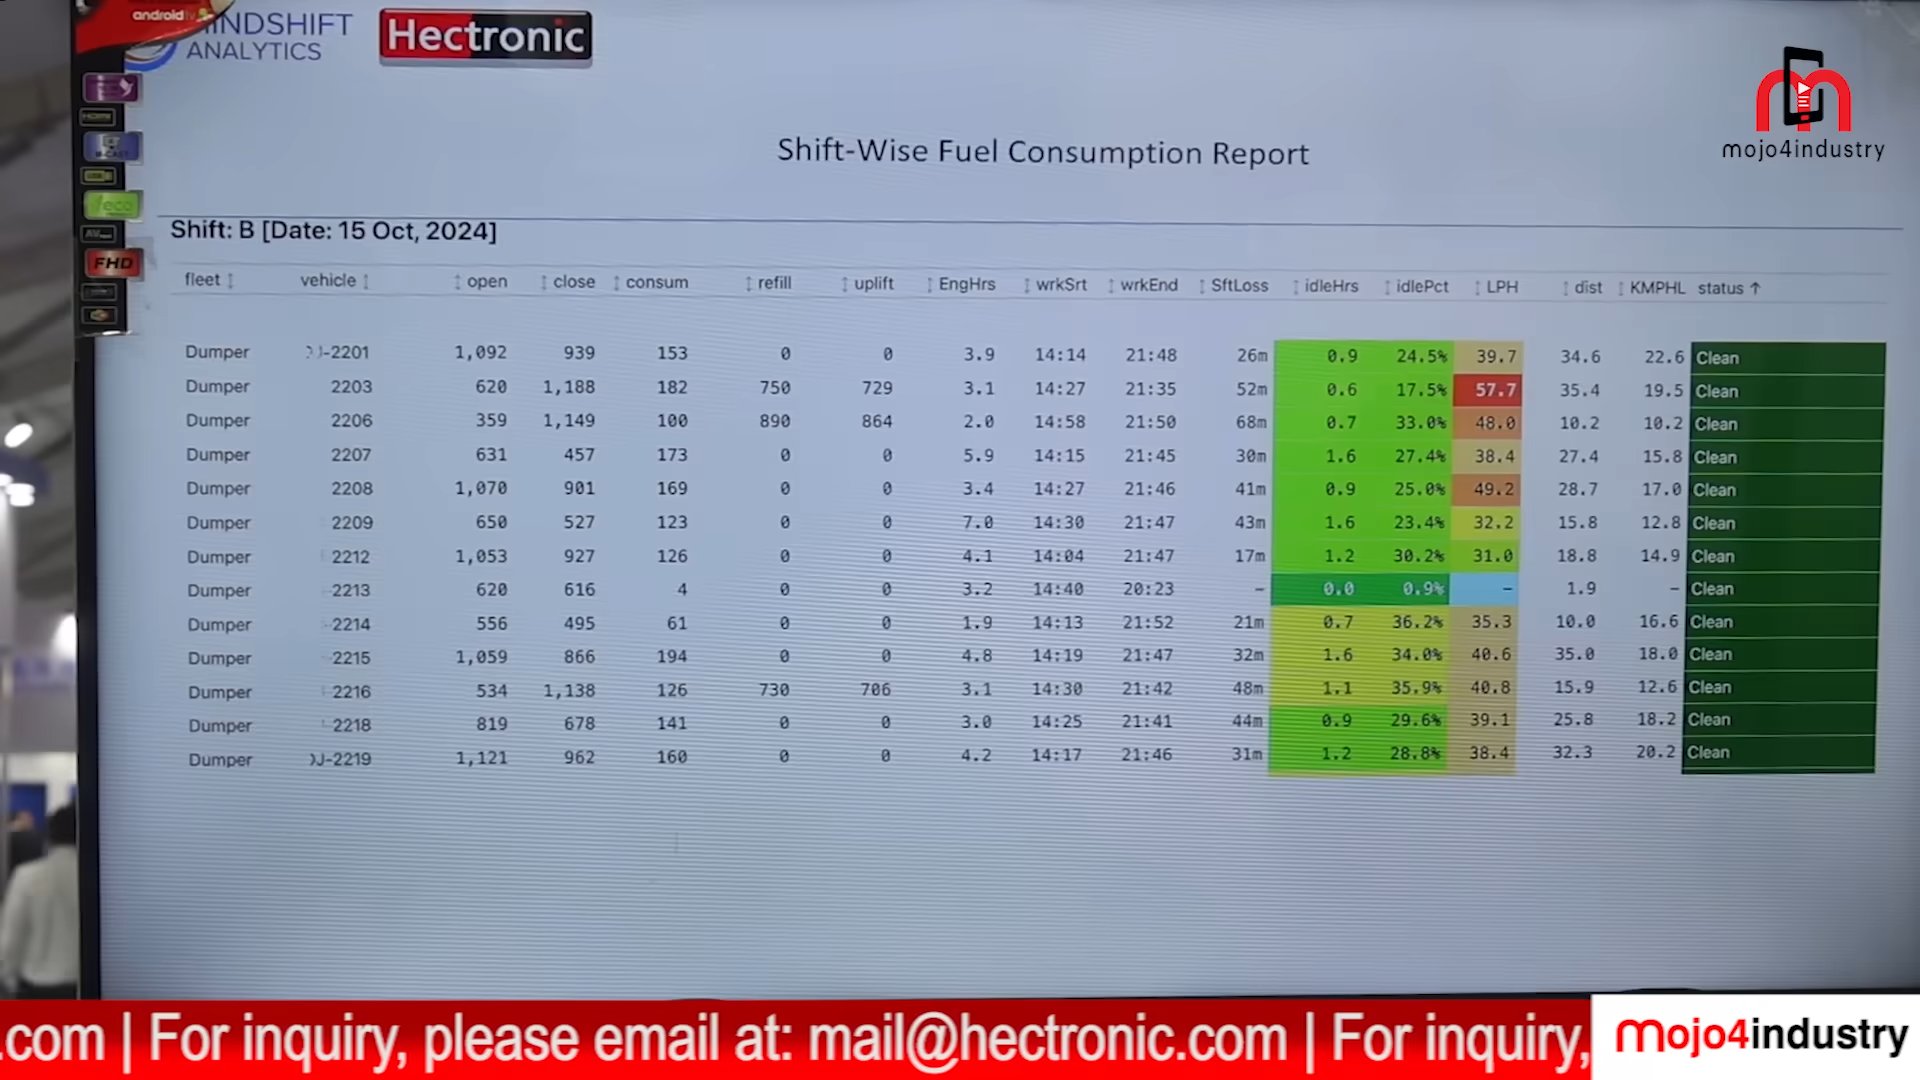 androidtv
MINDSHIFT
ANALYTICS
Hectronic
mojo4industry
HDMI
eco
FHD
Shift-Wise Fuel Consumption Report
Shift: B [Date: 15 Oct, 2024]
fleet vehicle open close consum refill uplift EngHrs wrkSrt wrkEnd SftLoss idleHrs idlePct LPH dist KMPHL status ↑
Dumper -2201 1,092 939 153 0 0 3.9 14:14 21:48 26m 0.9 24.5% 39.7 34.6 22.6 Clean
Dumper 2203 620 1,188 182 750 729 3.1 14:27 21:35 52m 0.6 17.5% 57.7 35.4 19.5 Clean
Dumper 2206 359 1,149 100 890 864 2.0 14:58 21:50 68m 0.7 33.0% 48.0 10.2 10.2 Clean
Dumper 2207 631 457 173 0 0 5.9 14:15 21:45 30m 1.6 27.4% 38.4 27.4 15.8 Clean
Dumper 2208 1,070 901 169 0 0 3.4 14:27 21:46 41m 0.9 25.0% 49.2 28.7 17.0 Clean
Dumper 2209 650 527 123 0 0 7.0 14:30 21:47 43m 1.6 23.4% 32.2 15.8 12.8 Clean
Dumper 2212 1,053 927 126 0 0 4.1 14:04 21:47 17m 1.2 30.2% 31.0 18.8 14.9 Clean
Dumper 2213 620 616 4 0 0 3.2 14:40 20:23 – 0.0 0.9% – 1.9 – Clean
Dumper 2214 556 495 61 0 0 1.9 14:13 21:52 21m 0.7 36.2% 35.3 10.0 16.6 Clean
Dumper 2215 1,059 866 194 0 0 4.8 14:19 21:47 32m 1.6 34.0% 40.6 35.0 18.0 Clean
Dumper 2216 534 1,138 126 730 706 3.1 14:30 21:42 48m 1.1 35.9% 40.8 15.9 12.6 Clean
Dumper 2218 819 678 141 0 0 3.0 14:25 21:41 44m 0.9 29.6% 39.1 25.8 18.2 Clean
Dumper J-2219 1,121 962 160 0 0 4.2 14:17 21:46 31m 1.2 28.8% 38.4 32.3 20.2 Clean
.com | For inquiry, please email at: mail@hectronic.com | For inquiry,
mojo4industry